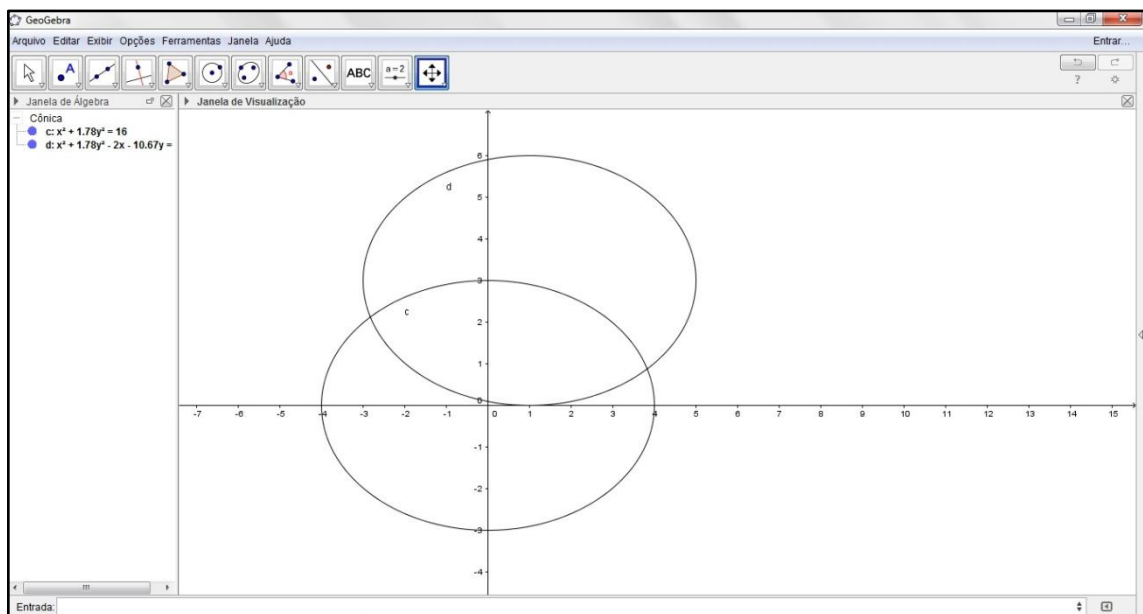 GeoGebra
Arquivo Editar Exibir Opções Ferramentas Janela Ajuda
Entrar...
ABC
a=2
?
Janela de Álgebra
Janela de Visualização
Cônica
c: x² + 1.78y² = 16
d: x² + 1.78y² - 2x - 10.67y =
6
d
5
4
3
c
2
1
0
-7 -6 -5 -4 -3 -2 -1 0 1 2 3 4 5 6 7 8 9 10 11 12 13 14 15
-1
-2
-3
-4
Entrada: